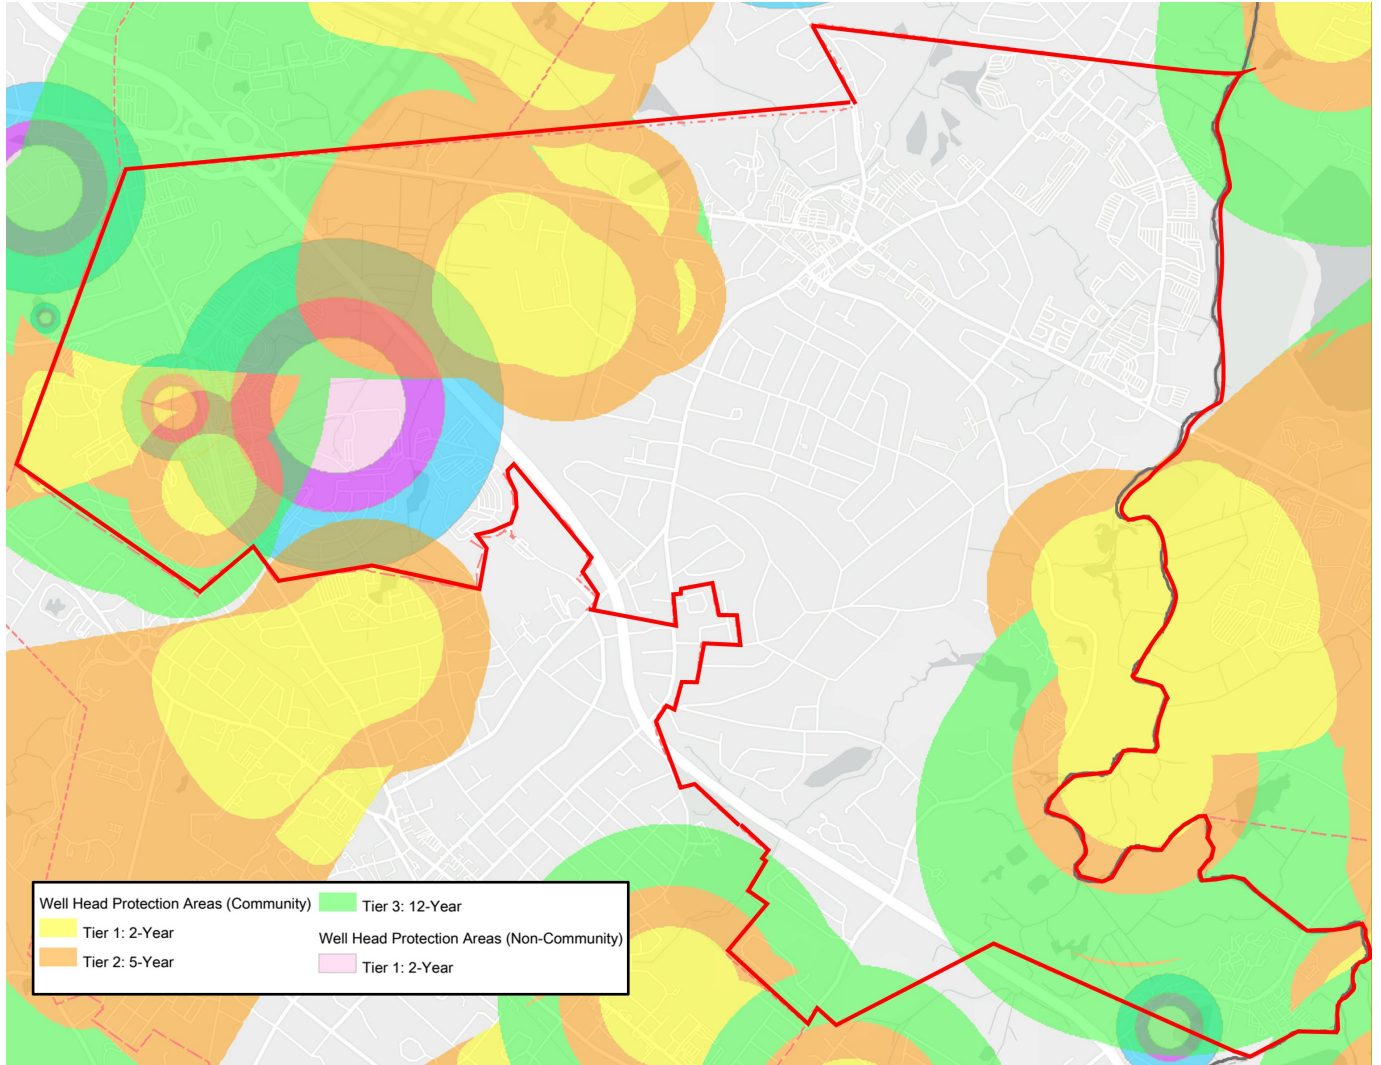 Well Head Protection Areas (Community)
Tier 1: 2-Year
Tier 2: 5-Year
Tier 3: 12-Year
Well Head Protection Areas (Non-Community)
Tier 1: 2-Year